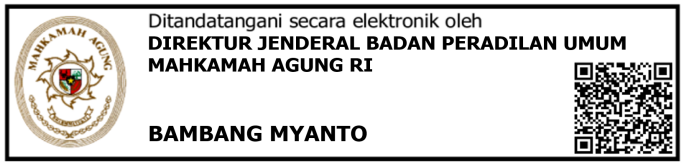 Ditandatangani secara elektronik oleh
DIREKTUR JENDERAL BADAN PERADILAN UMUM
MAHKAMAH AGUNG RI
BAMBANG MYANTO
MAHKAMAH AGUNG